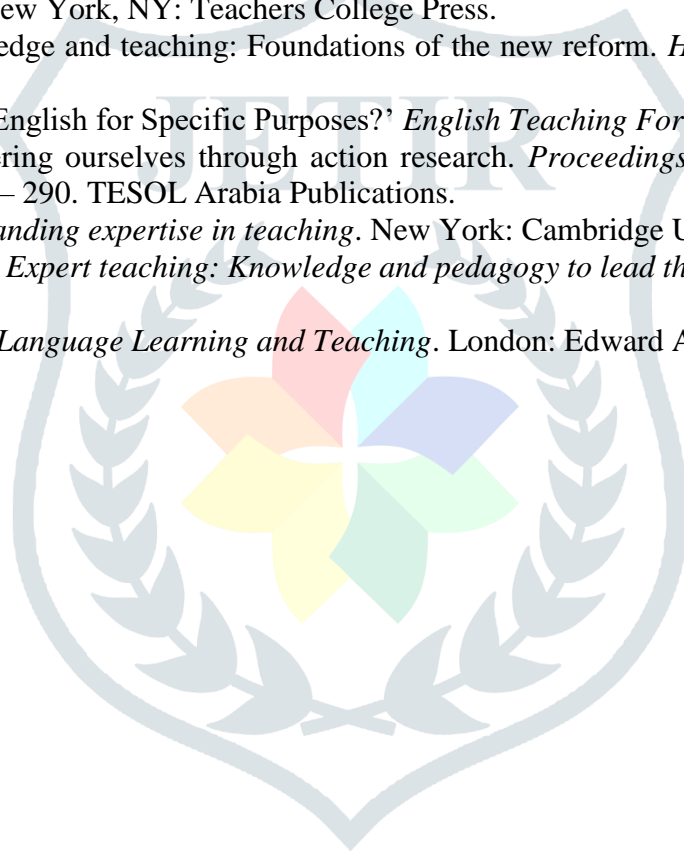 ew York, NY: Teachers College Press.
edge and teaching: Foundations of the new reform. H
English for Specific Purposes?’ English Teaching For
ering ourselves through action research. Proceedings
– 290. TESOL Arabia Publications.
anding expertise in teaching. New York: Cambridge U
Expert teaching: Knowledge and pedagogy to lead th
Language Learning and Teaching. London: Edward A
JETIR